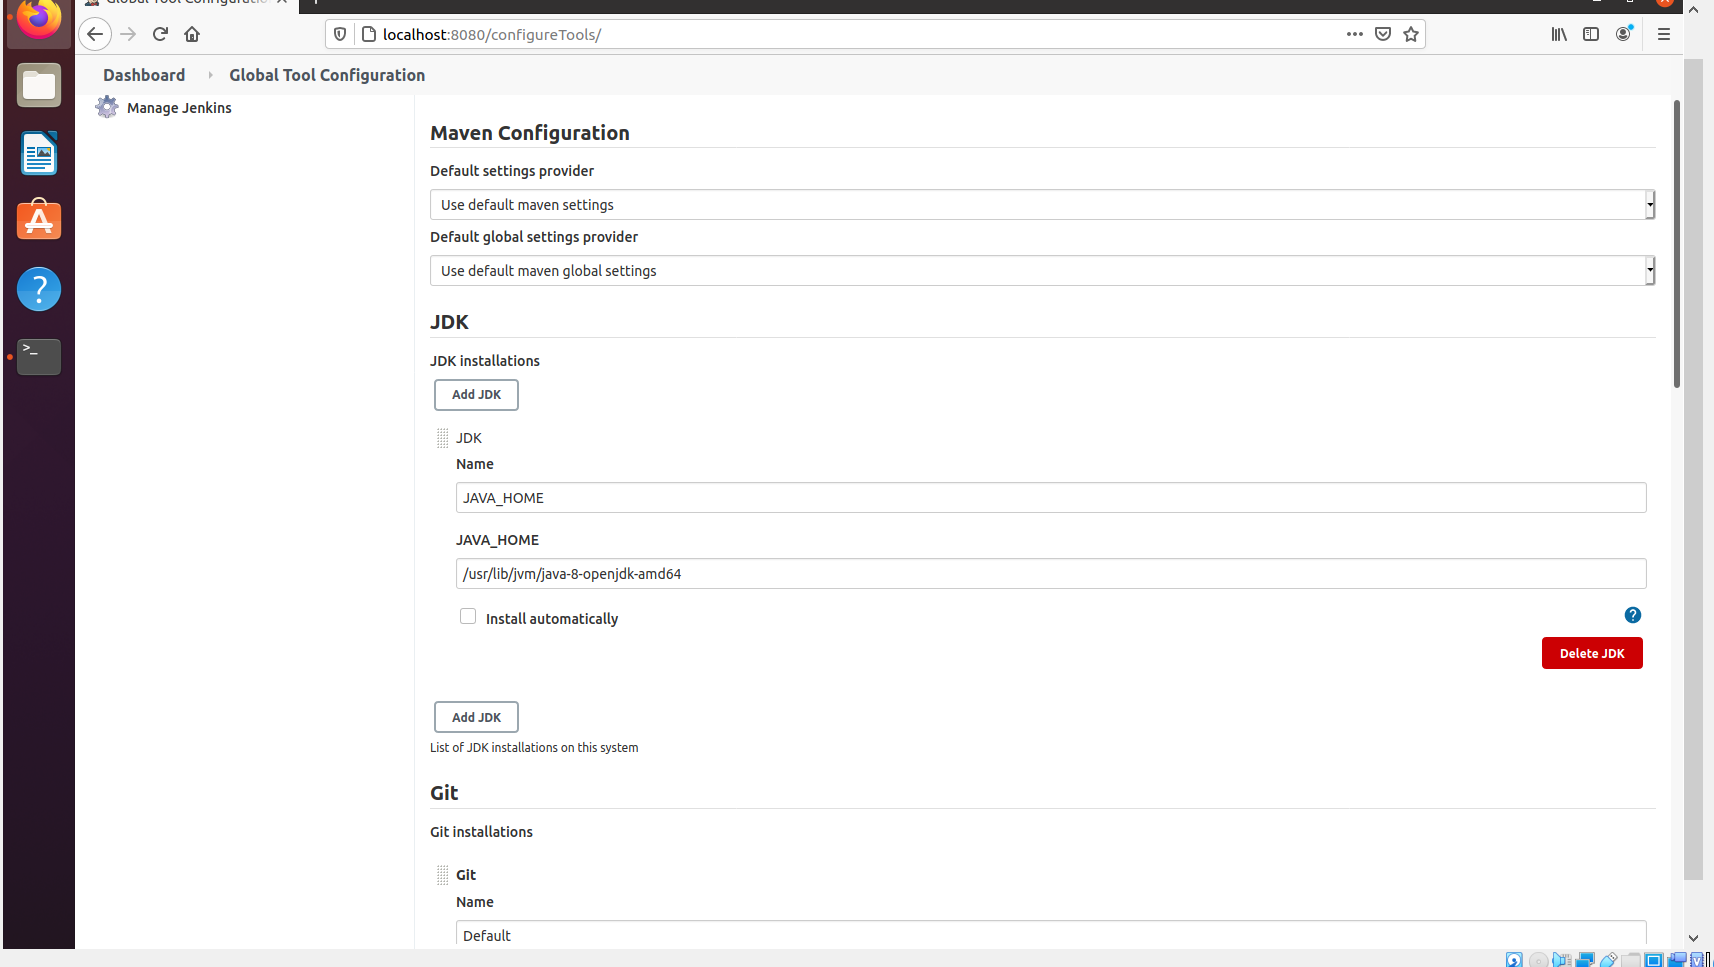 Global Tool Configuratio
localhost:8080/configureTools/
Dashboard
Global Tool Configuration
Manage Jenkins
Maven Configuration
Default settings provider
Use default maven settings
Default global settings provider
Use default maven global settings
JDK
JDK installations
Add JDK
JDK
Name
JAVA_HOME
JAVA_HOME
/usr/lib/jvm/java-8-openjdk-amd64
Install automatically
?
Delete JDK
Add JDK
List of JDK installations on this system
Git
Git installations
Git
Name
Default